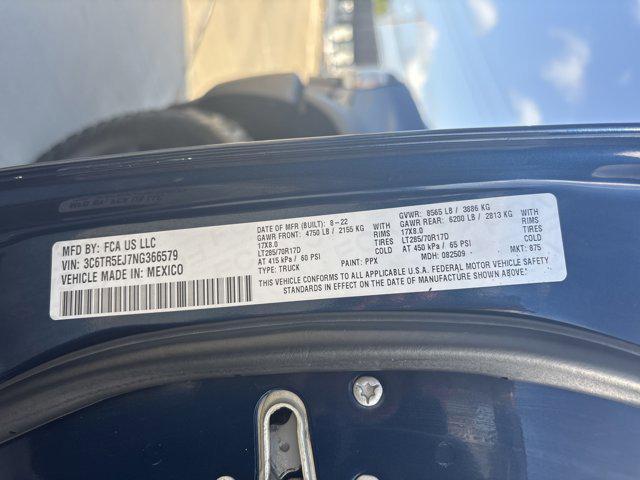 MFD BY: FCA US LLC
VIN: 3C6TR5EJ7NG366579
VEHICLE MADE IN: MEXICO
DATE OF MFR (BUILT): 8-22
GAWR FRONT: 4750 LB / 2155 KG WITH
17X8.0 RIMS
LT285/70R17D TIRES
AT 415 kPa / 60 PSI COLD
TYPE: TRUCK PAINT: PPX
GVWR: 8565 LB / 3886 KG
GAWR REAR: 6200 LB / 2813 KG WITH
17X8.0 RIMS
LT285/70R17D TIRES
AT 450 kPa / 65 PSI COLD
MDH: 082509 MKT: 875
THIS VEHICLE CONFORMS TO ALL APPLICABLE U.S.A. FEDERAL MOTOR VEHICLE SAFETY
STANDARDS IN EFFECT ON THE DATE OF MANUFACTURE SHOWN ABOVE.